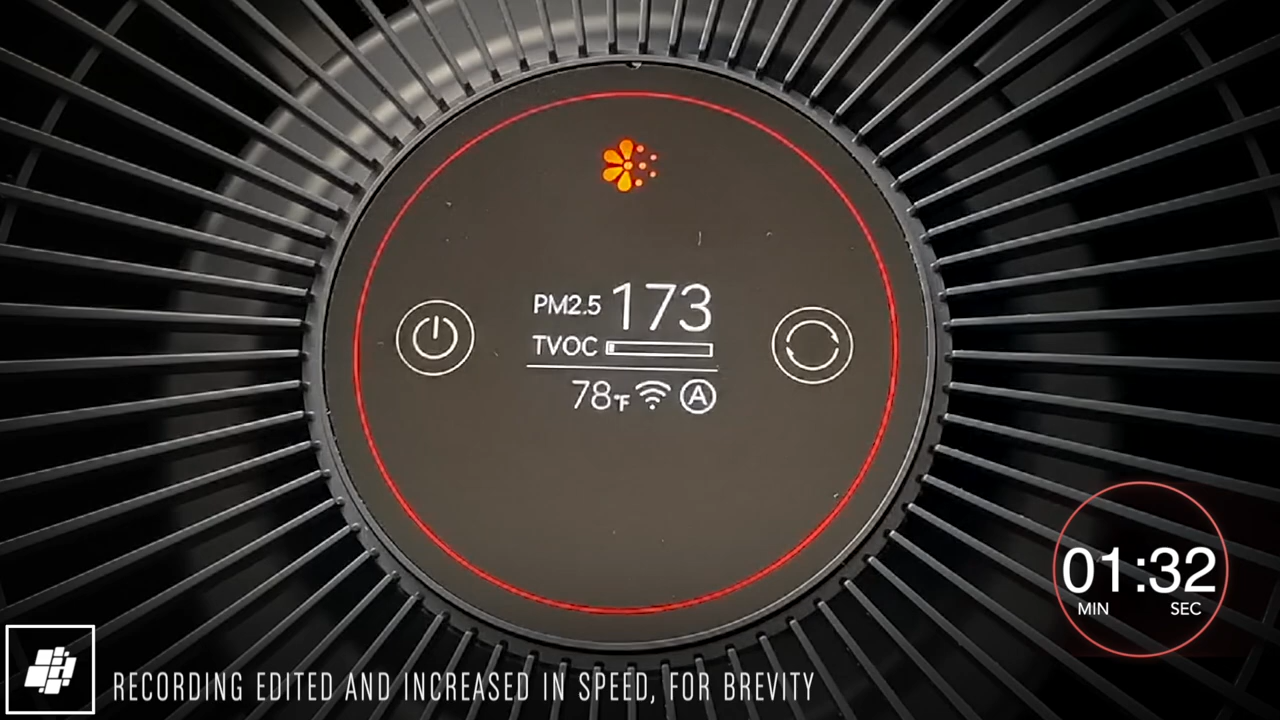 PM2.5 173
TVOC
78°F A
01:32
MIN SEC
RECORDING EDITED AND INCREASED IN SPEED, FOR BREVITY